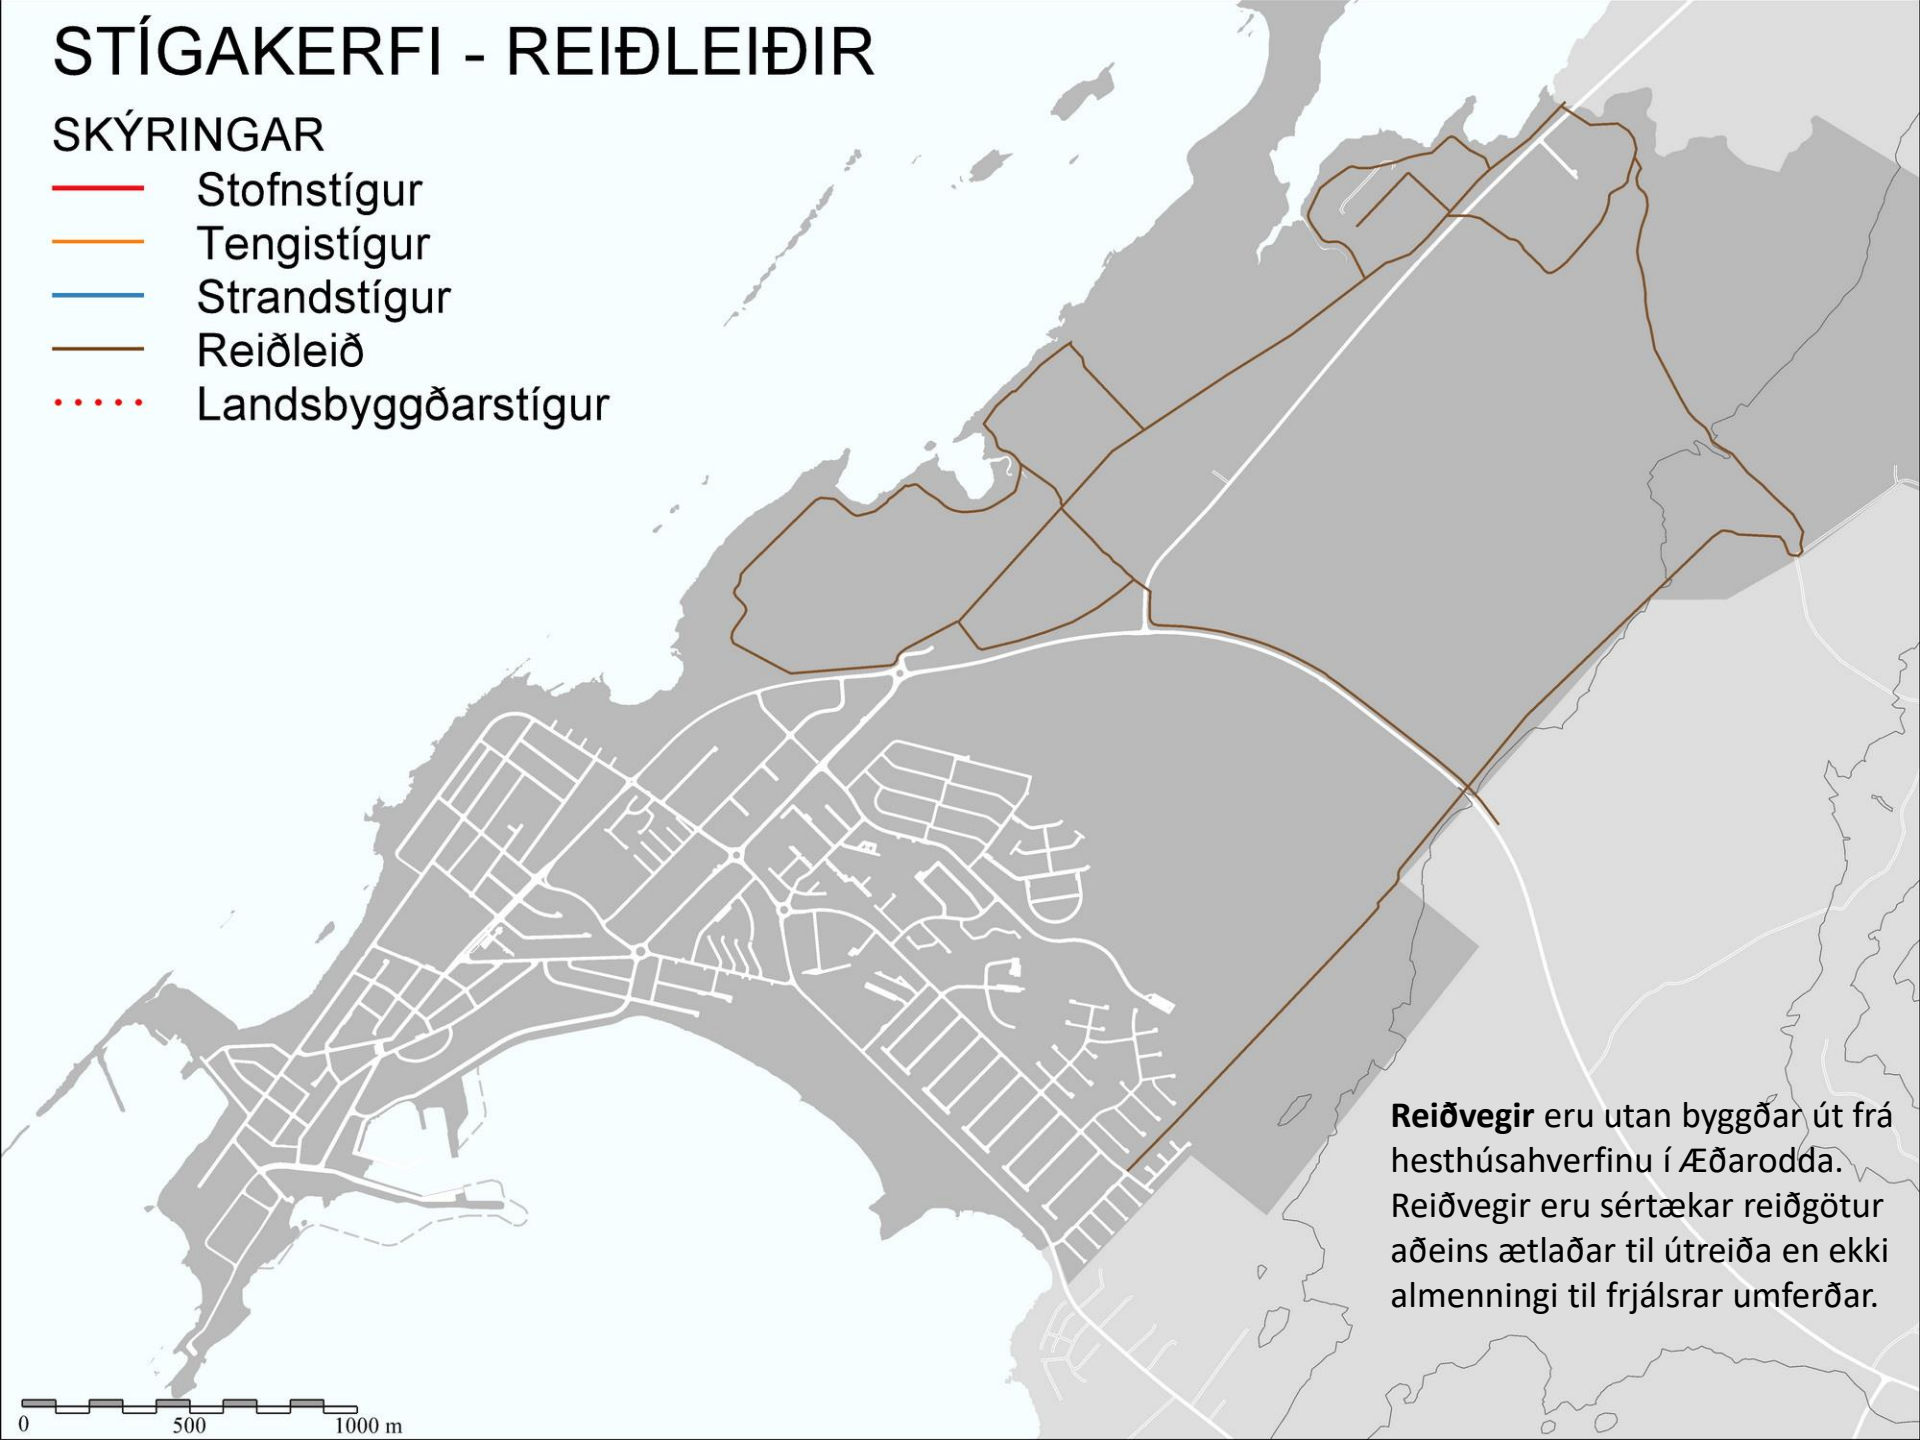 STÍGAKERFI - REIÐLEIÐIR
SKÝRINGAR
Stofnstígur
Tengistígur
Strandstígur
Reiðleið
Landsbyggðarstígur
Reiðvegir eru utan byggðar út frá
hesthúsahverfinu í Æðarodda.
Reiðvegir eru sértækar reiðgötur
aðeins ætlaðar til útreiða en ekki
almenningi til frjálsrar umferðar.
0 500 1000 m